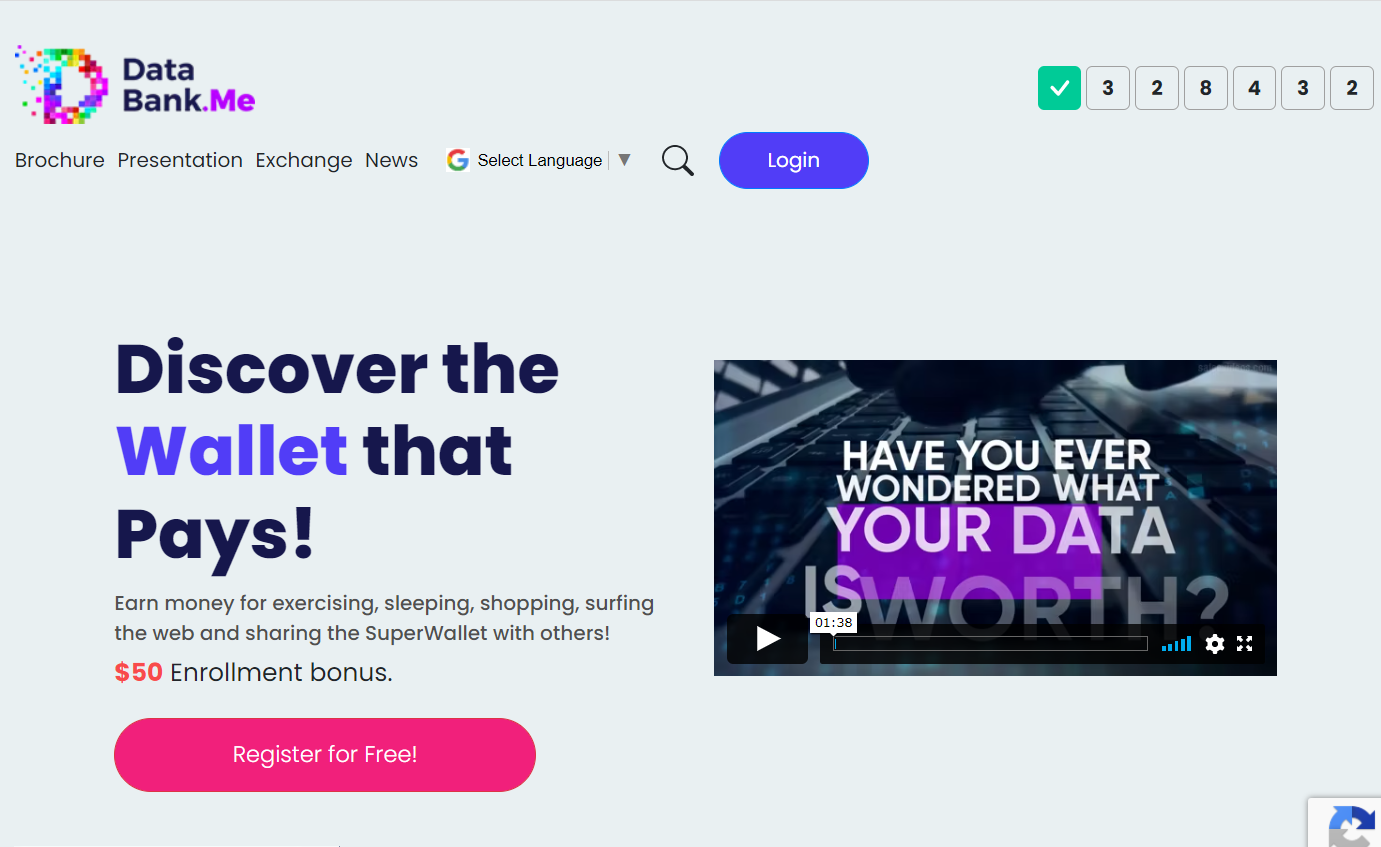 Data
Bank.Me
3 2 8 4 3 2
Brochure Presentation Exchange News Select Language ▼ Login
Discover the
Wallet that
Pays!
Earn money for exercising, sleeping, shopping, surfing
the web and sharing the SuperWallet with others!
$50 Enrollment bonus.
Register for Free!
HAVE YOU EVER
WONDERED WHAT
YOUR DATA
IS WORTH?
01:38